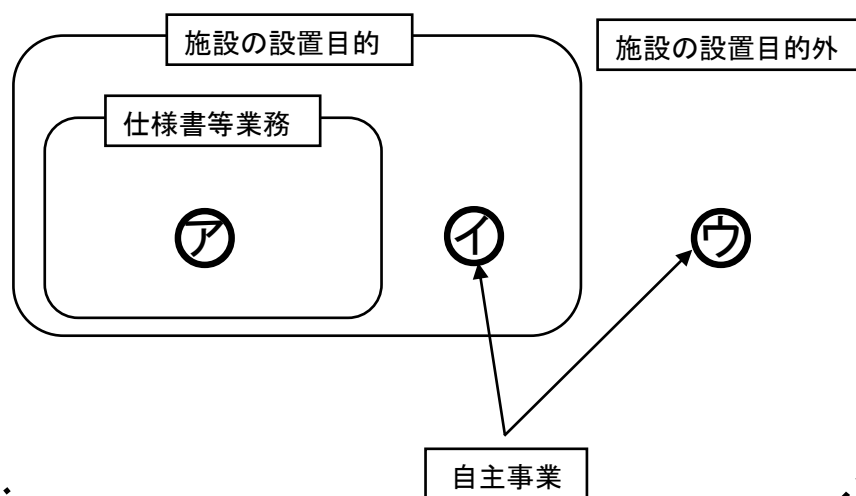 施設の設置目的
施設の設置目的外
仕様書等業務
㋐
㋑
㋒
自主事業